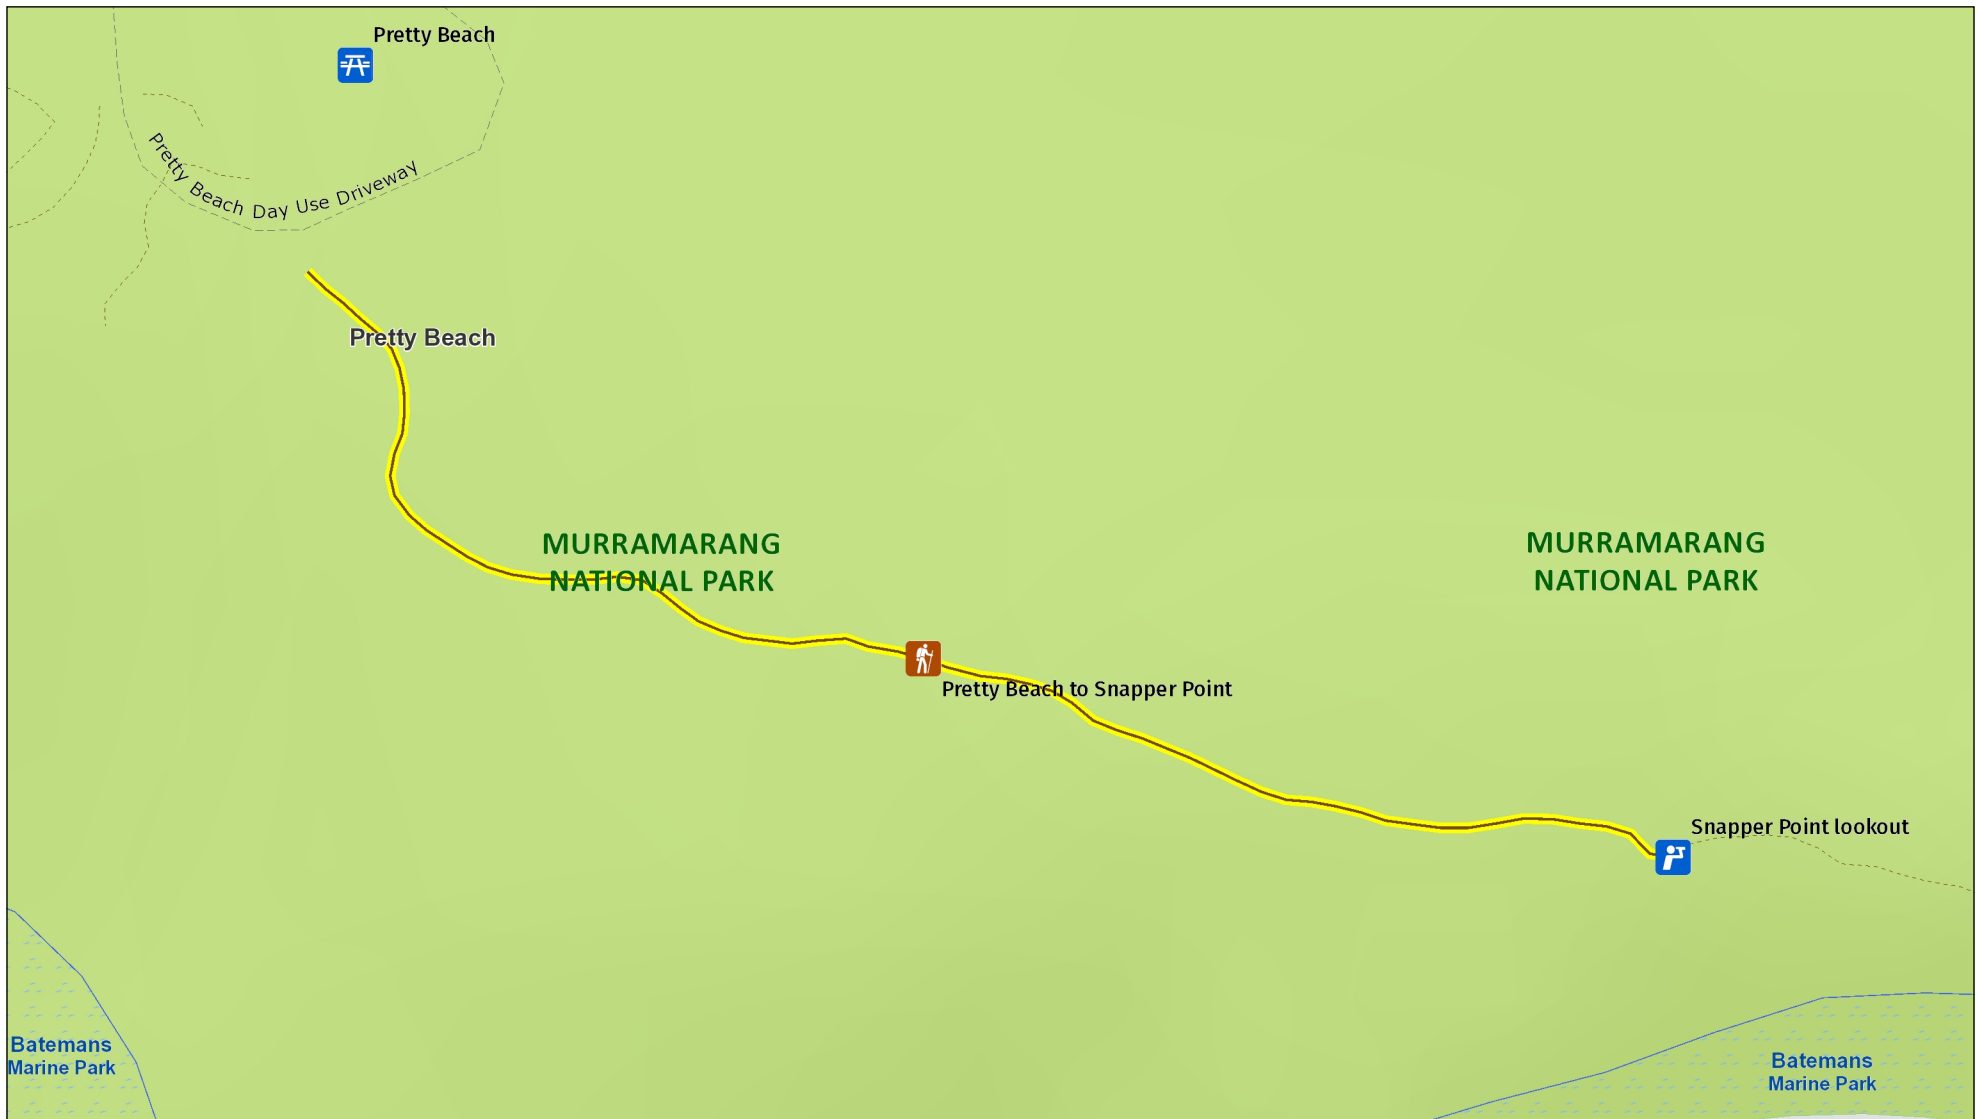 Pretty Beach
Pretty Beach Day Use Driveway
Pretty Beach
MURRAMARANG
NATIONAL PARK
MURRAMARANG
NATIONAL PARK
Pretty Beach to Snapper Point
Snapper Point lookout
Batemans
Marine Park
Batemans
Marine Park